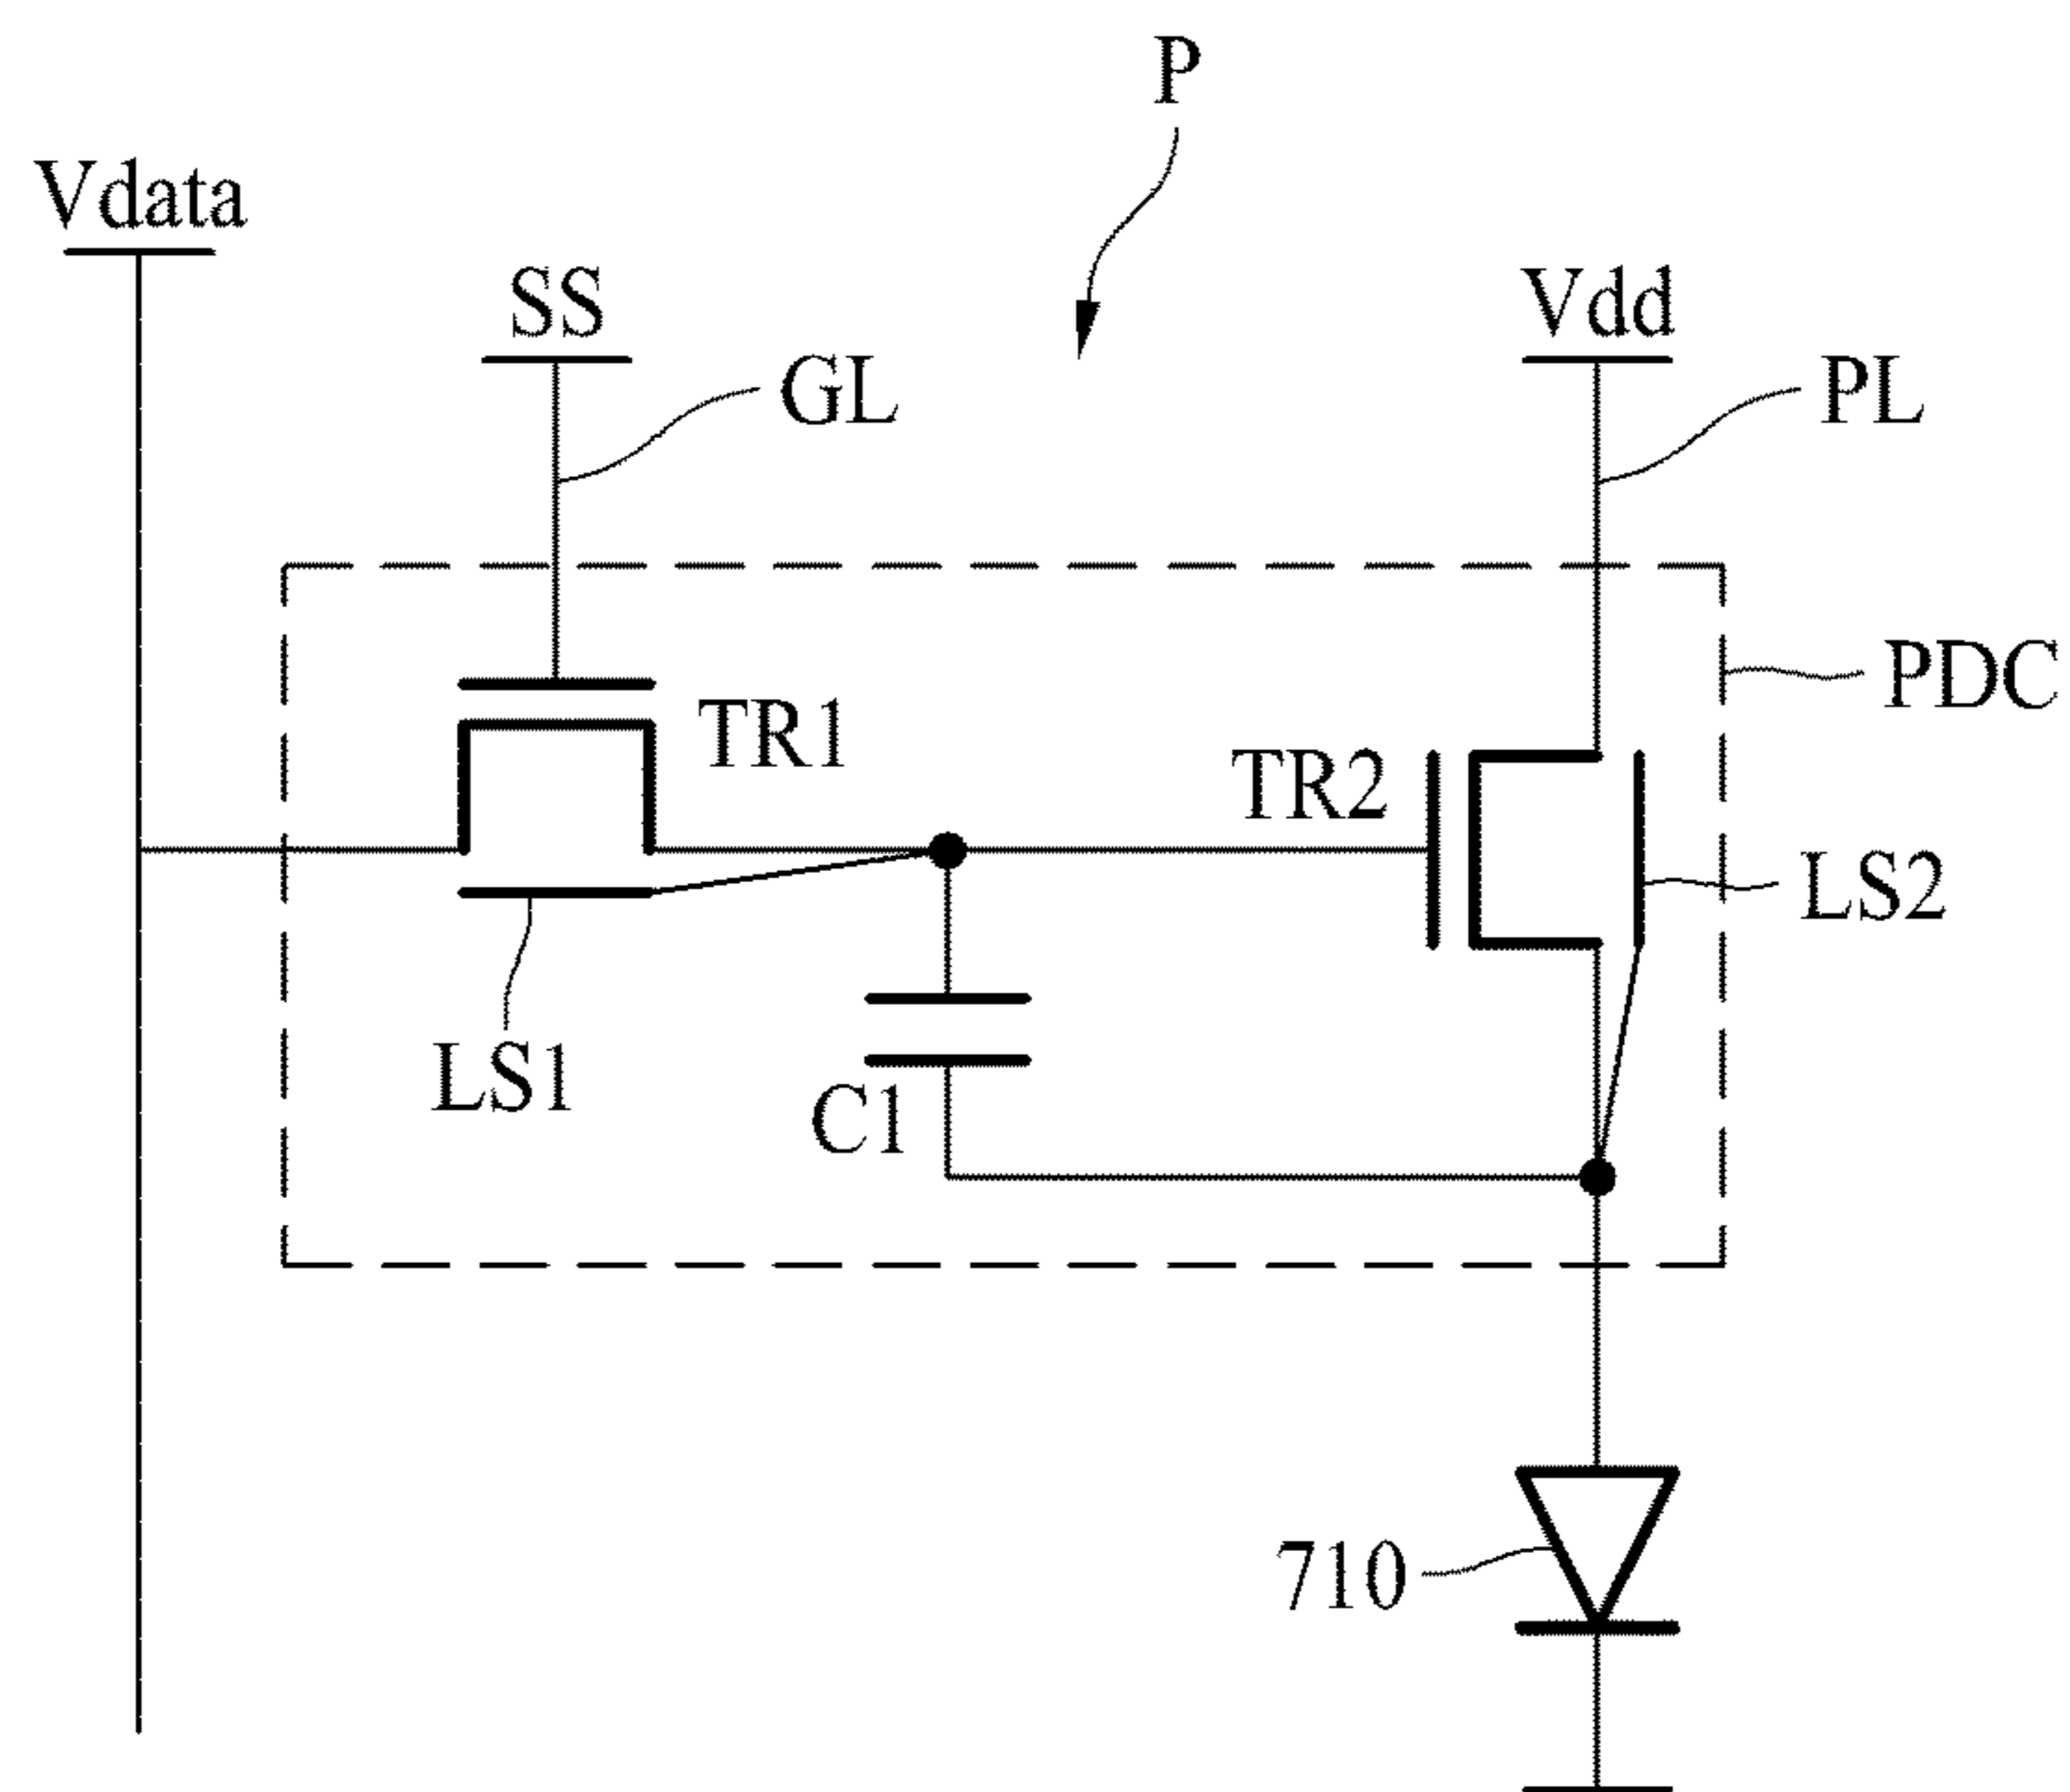 P
Vdata
SS
Vdd
GL
PL
PDC
TR1
TR2
LS2
LS1
C1
710